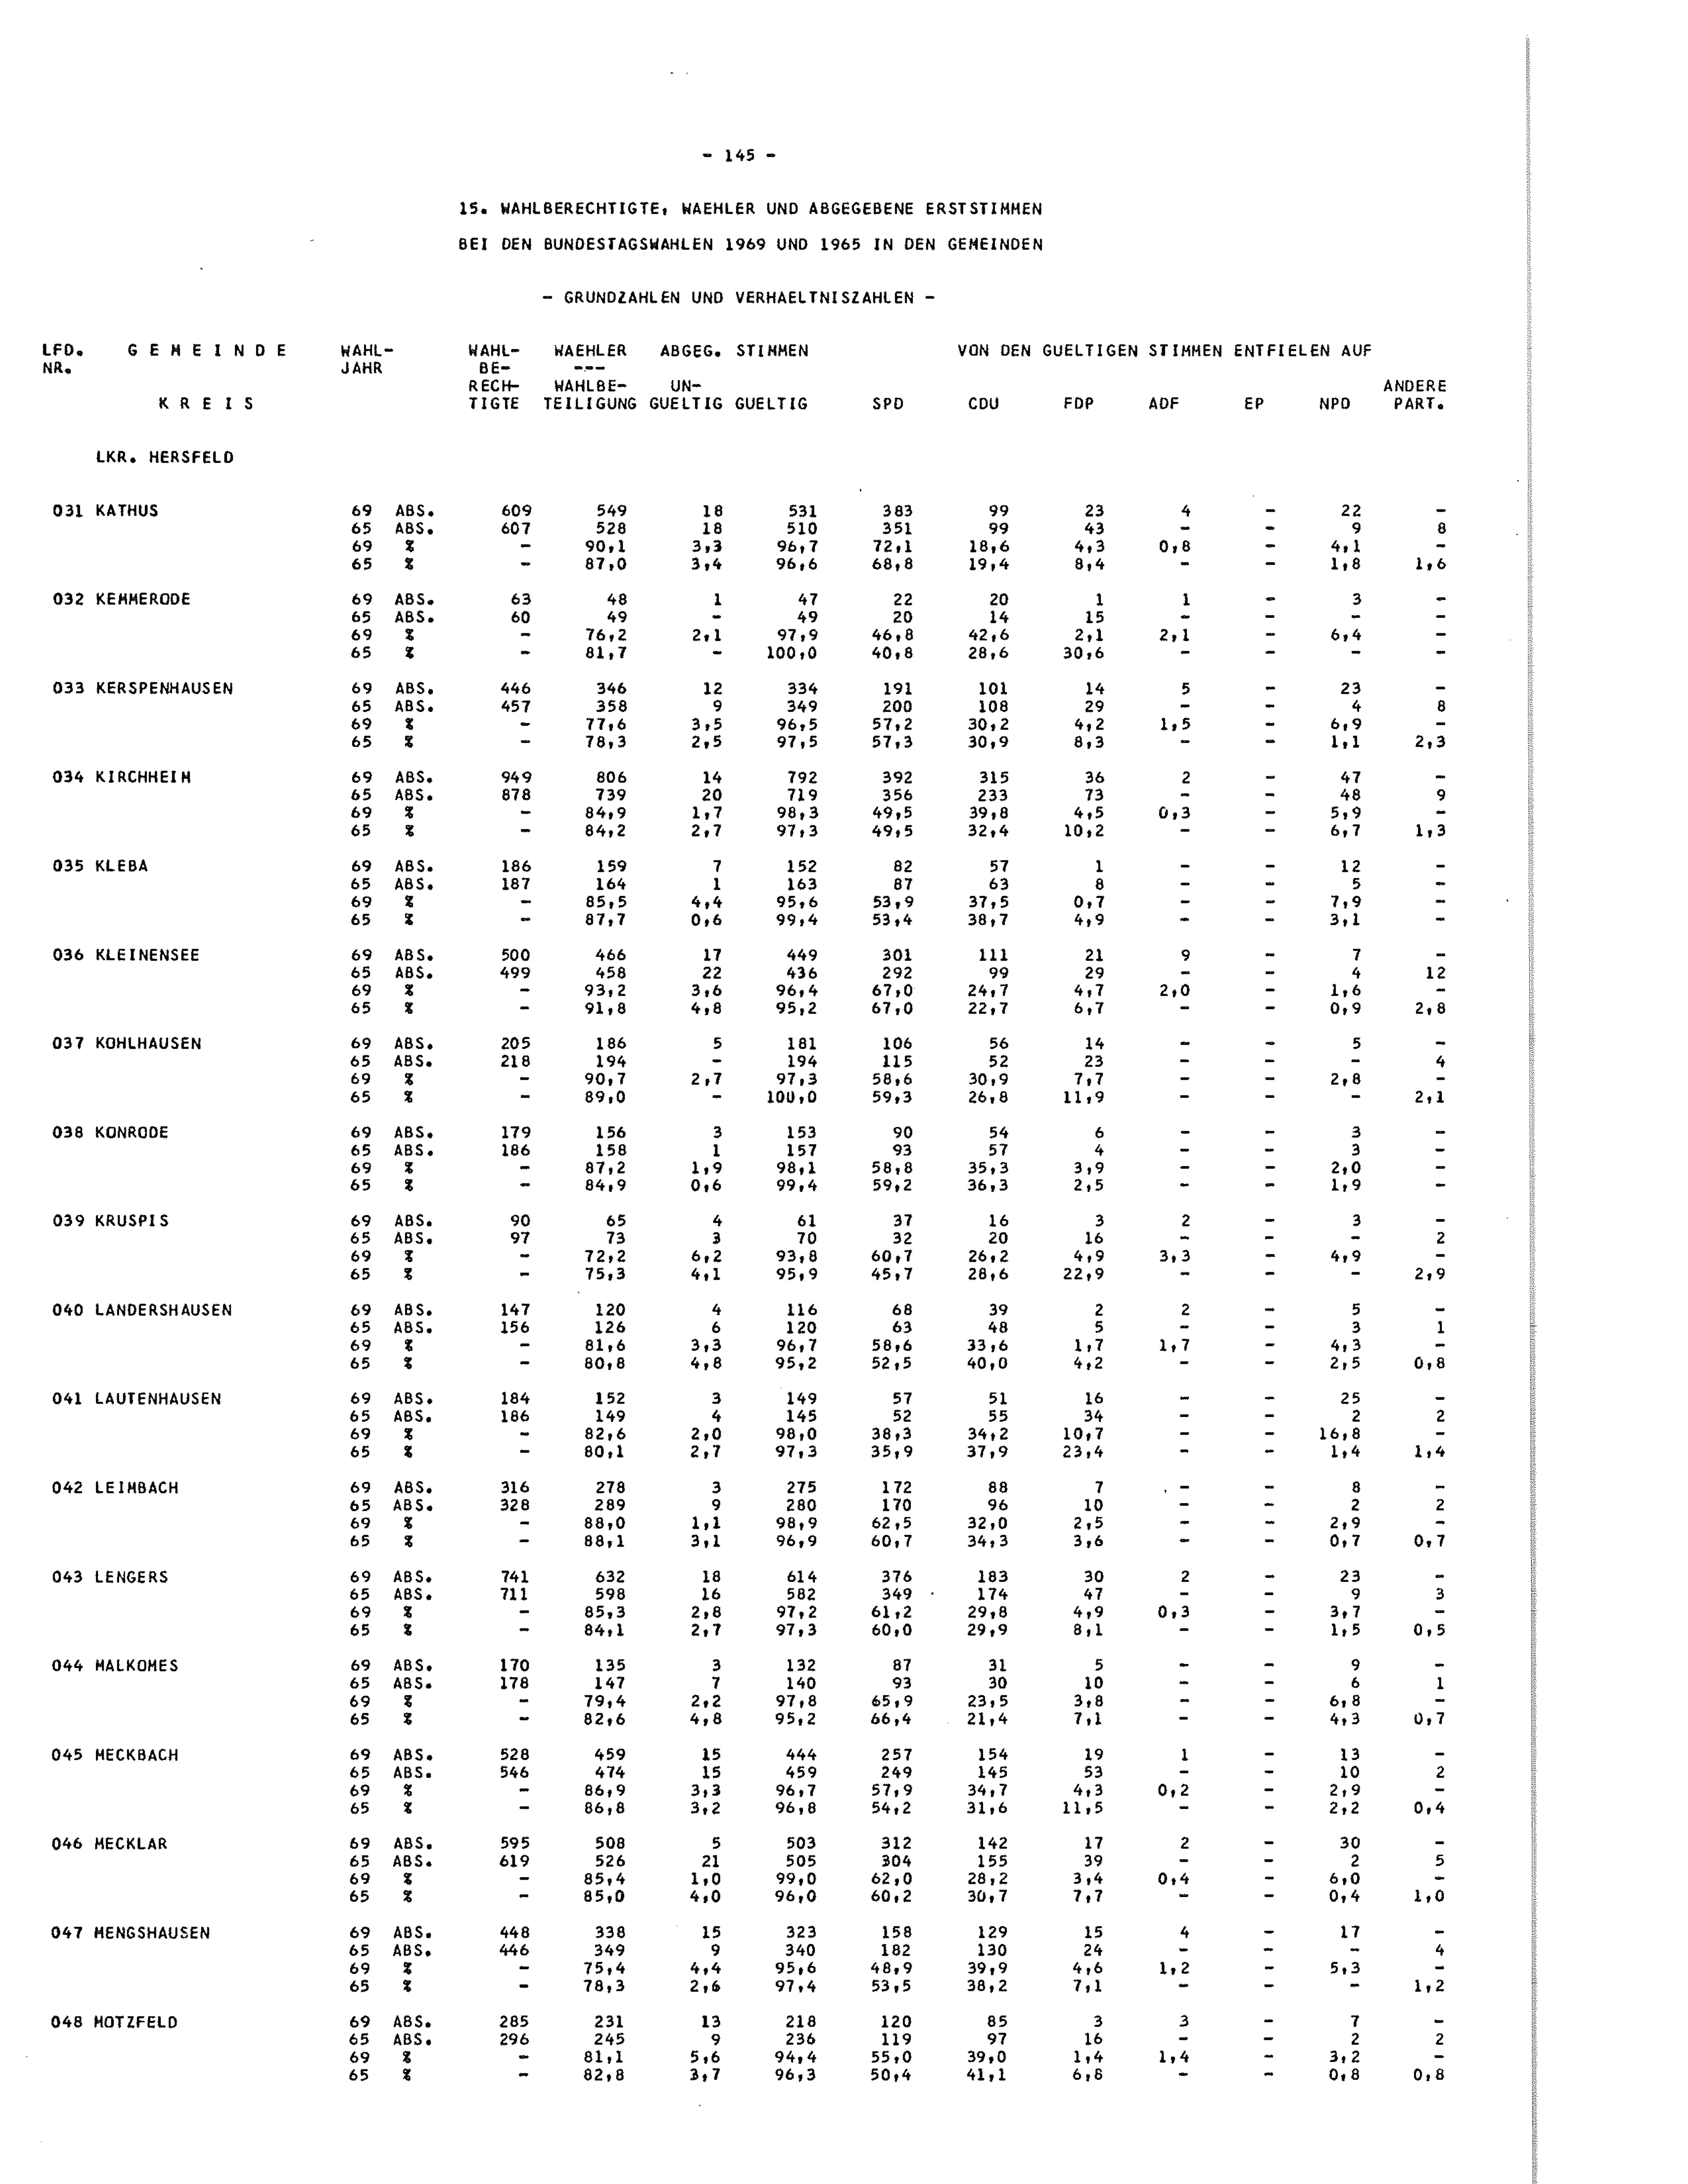 - 145 -
15. WAHLBERECHTIGTE, WAEHLER UND ABGEGEBENE ERSTSTIMMEN
BEI DEN BUNDESTAGSWAHLEN 1969 UND 1965 IN DEN GEMEINDEN
- GRUNDZAHLEN UND VERHAELTNISZAHLEN -
LFD. G E M E I N D E WAHL- WAHL- WAEHLER ABGEG. STIMMEN VON DEN GUELTIGEN STIMMEN ENTFIELEN AUF
NR. JAHR BE- ---
RECH- WAHLBE- UN- ANDERE
K R E I S TIGTE TEILIGUNG GUELTIG GUELTIG SPD CDU FDP ADF EP NPD PART.
LKR. HERSFELD
031 KATHUS 69 ABS. 609 549 18 531 383 99 23 4 - 22 -
65 ABS. 607 528 18 510 351 99 43 - - 9 8
69 % - 90,1 3,3 96,7 72,1 18,6 4,3 0,8 - 4,1 -
65 % - 87,0 3,4 96,6 68,8 19,4 8,4 - - 1,8 1,6
032 KEMMERODE 69 ABS. 63 48 1 47 22 20 1 1 - 3 -
65 ABS. 60 49 - 49 20 14 15 - - - -
69 % - 76,2 2,1 97,9 46,8 42,6 2,1 2,1 - 6,4 -
65 % - 81,7 - 100,0 40,8 28,6 30,6 - - - -
033 KERSPENHAUSEN 69 ABS. 446 346 12 334 191 101 14 5 - 23 -
65 ABS. 457 358 9 349 200 108 29 - - 4 8
69 % - 77,6 3,5 96,5 57,2 30,2 4,2 1,5 - 6,9 -
65 % - 78,3 2,5 97,5 57,3 30,9 8,3 - - 1,1 2,3
034 KIRCHHEIM 69 ABS. 949 806 14 792 392 315 36 2 - 47 -
65 ABS. 878 739 20 719 356 233 73 - - 48 9
69 % - 84,9 1,7 98,3 49,5 39,8 4,5 0,3 - 5,9 -
65 % - 84,2 2,7 97,3 49,5 32,4 10,2 - - 6,7 1,3
035 KLEBA 69 ABS. 186 159 7 152 82 57 1 - - 12 -
65 ABS. 187 164 1 163 87 63 8 - - 5 -
69 % - 85,5 4,4 95,6 53,9 37,5 0,7 - - 7,9 -
65 % - 87,7 0,6 99,4 53,4 38,7 4,9 - - 3,1 -
036 KLEINENSEE 69 ABS. 500 466 17 449 301 111 21 9 - 7 -
65 ABS. 499 458 22 436 292 99 29 - - 4 12
69 % - 93,2 3,6 96,4 67,0 24,7 4,7 2,0 - 1,6 -
65 % - 91,8 4,8 95,2 67,0 22,7 6,7 - - 0,9 2,8
037 KOHLHAUSEN 69 ABS. 205 186 5 181 106 56 14 - - 5 -
65 ABS. 218 194 - 194 115 52 23 - - - 4
69 % - 90,7 2,7 97,3 58,6 30,9 7,7 - - 2,8 -
65 % - 89,0 - 100,0 59,3 26,8 11,9 - - - 2,1
038 KONRODE 69 ABS. 179 156 3 153 90 54 6 - - 3 -
65 ABS. 186 158 1 157 93 57 4 - - 3 -
69 % - 87,2 1,9 98,1 58,8 35,3 3,9 - - 2,0 -
65 % - 84,9 0,6 99,4 59,2 36,3 2,5 - - 1,9 -
039 KRUSPIS 69 ABS. 90 65 4 61 37 16 3 2 - 3 -
65 ABS. 97 73 3 70 32 20 16 - - - 2
69 % - 72,2 6,2 93,8 60,7 26,2 4,9 3,3 - 4,9 -
65 % - 75,3 4,1 95,9 45,7 28,6 22,9 - - - 2,9
040 LANDERSHAUSEN 69 ABS. 147 120 4 116 68 39 2 2 - 5 -
65 ABS. 156 126 6 120 63 48 5 - - 3 1
69 % - 81,6 3,3 96,7 58,6 33,6 1,7 1,7 - 4,3 -
65 % - 80,8 4,8 95,2 52,5 40,0 4,2 - - 2,5 0,8
041 LAUTENHAUSEN 69 ABS. 184 152 3 149 57 51 16 - - 25 -
65 ABS. 186 149 4 145 52 55 34 - - 2 2
69 % - 82,6 2,0 98,0 38,3 34,2 10,7 - - 16,8 -
65 % - 80,1 2,7 97,3 35,9 37,9 23,4 - - 1,4 1,4
042 LEIMBACH 69 ABS. 316 278 3 275 172 88 7 - - 8 -
65 ABS. 328 289 9 280 170 96 10 - - 2 2
69 % - 88,0 1,1 98,9 62,5 32,0 2,5 - - 2,9 -
65 % - 88,1 3,1 96,9 60,7 34,3 3,6 - - 0,7 0,7
043 LENGERS 69 ABS. 741 632 18 614 376 183 30 2 - 23 -
65 ABS. 711 598 16 582 349 174 47 - - 9 3
69 % - 85,3 2,8 97,2 61,2 29,8 4,9 0,3 - 3,7 -
65 % - 84,1 2,7 97,3 60,0 29,9 8,1 - - 1,5 0,5
044 MALKOMES 69 ABS. 170 135 3 132 87 31 5 - - 9 -
65 ABS. 178 147 7 140 93 30 10 - - 6 1
69 % - 79,4 2,2 97,8 65,9 23,5 3,8 - - 6,8 -
65 % - 82,6 4,8 95,2 66,4 21,4 7,1 - - 4,3 0,7
045 MECKBACH 69 ABS. 528 459 15 444 257 154 19 1 - 13 -
65 ABS. 546 474 15 459 249 145 53 - - 10 2
69 % - 86,9 3,3 96,7 57,9 34,7 4,3 0,2 - 2,9 -
65 % - 86,8 3,2 96,8 54,2 31,6 11,5 - - 2,2 0,4
046 MECKLAR 69 ABS. 595 508 5 503 312 142 17 2 - 30 -
65 ABS. 619 526 21 505 304 155 39 - - 2 5
69 % - 85,4 1,0 99,0 62,0 28,2 3,4 0,4 - 6,0 -
65 % - 85,0 4,0 96,0 60,2 30,7 7,7 - - 0,4 1,0
047 MENGSHAUSEN 69 ABS. 448 338 15 323 158 129 15 4 - 17 -
65 ABS. 446 349 9 340 182 130 24 - - - 4
69 % - 75,4 4,4 95,6 48,9 39,9 4,6 1,2 - 5,3 -
65 % - 78,3 2,6 97,4 53,5 38,2 7,1 - - - 1,2
048 MOTZFELD 69 ABS. 285 231 13 218 120 85 3 3 - 7 -
65 ABS. 296 245 9 236 119 97 16 - - 2 2
69 % - 81,1 5,6 94,4 55,0 39,0 1,4 1,4 - 3,2 -
65 % - 82,8 3,7 96,3 50,4 41,1 6,8 - - 0,8 0,8